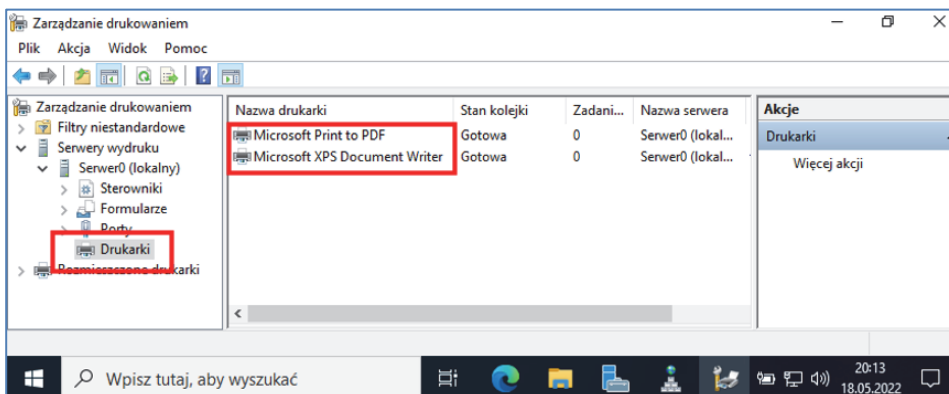 Zarządzanie drukowaniem
Plik Akcja Widok Pomoc
Zarządzanie drukowaniem
Filtry niestandardowe
Serwery wydruku
Serwer0 (lokalny)
Sterowniki
Formularze
Porty
Drukarki
Rozmieszczone drukarki
Nazwa drukarki Stan kolejki Zadani... Nazwa serwera
Microsoft Print to PDF Gotowa 0 Serwer0 (lokal...
Microsoft XPS Document Writer Gotowa 0 Serwer0 (lokal...
Akcje
Drukarki
Więcej akcji
Wpisz tutaj, aby wyszukać
20:13
18.05.2022